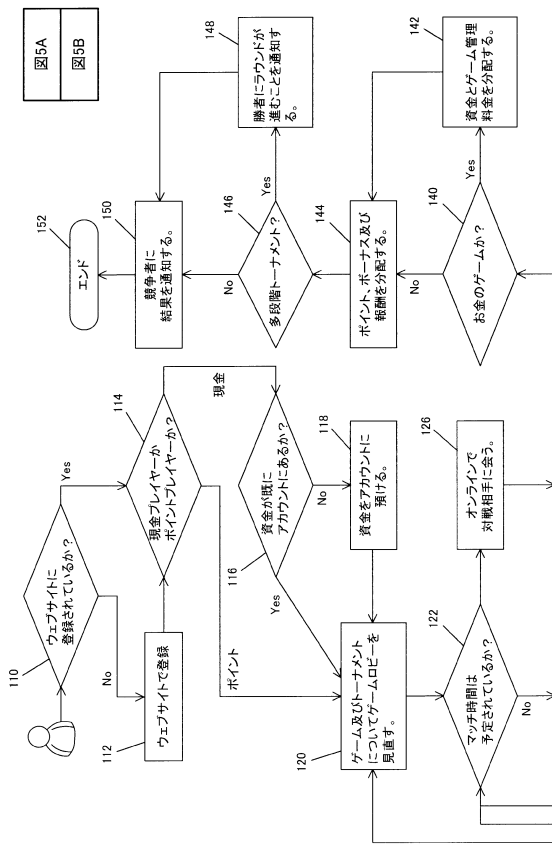 図5A
図5B
110
ウェブサイトに
登録されているか?
Yes
No
112
ウェブサイトで登録
114
現金プレイヤーか
ポイントプレイヤーか?
現金
ポイント
116
資金が既に
アカウントにあるか?
Yes
No
118
資金をアカウントに
預ける。
120
ゲーム及びトーナメント
についてゲームロビーを
見直す。
122
マッチ時間は
予定されているか?
No
126
オンラインで
対戦相手に会う。
140
お金のゲームか?
Yes
No
142
資金とゲーム管理
料金を分配する。
144
ポイント、ボーナス及び
報酬を分配する。
146
多段階トーナメント?
Yes
No
148
勝者にラウンドが
進むことを通知す
る。
150
競争者に
結果を通知する。
152
エンド